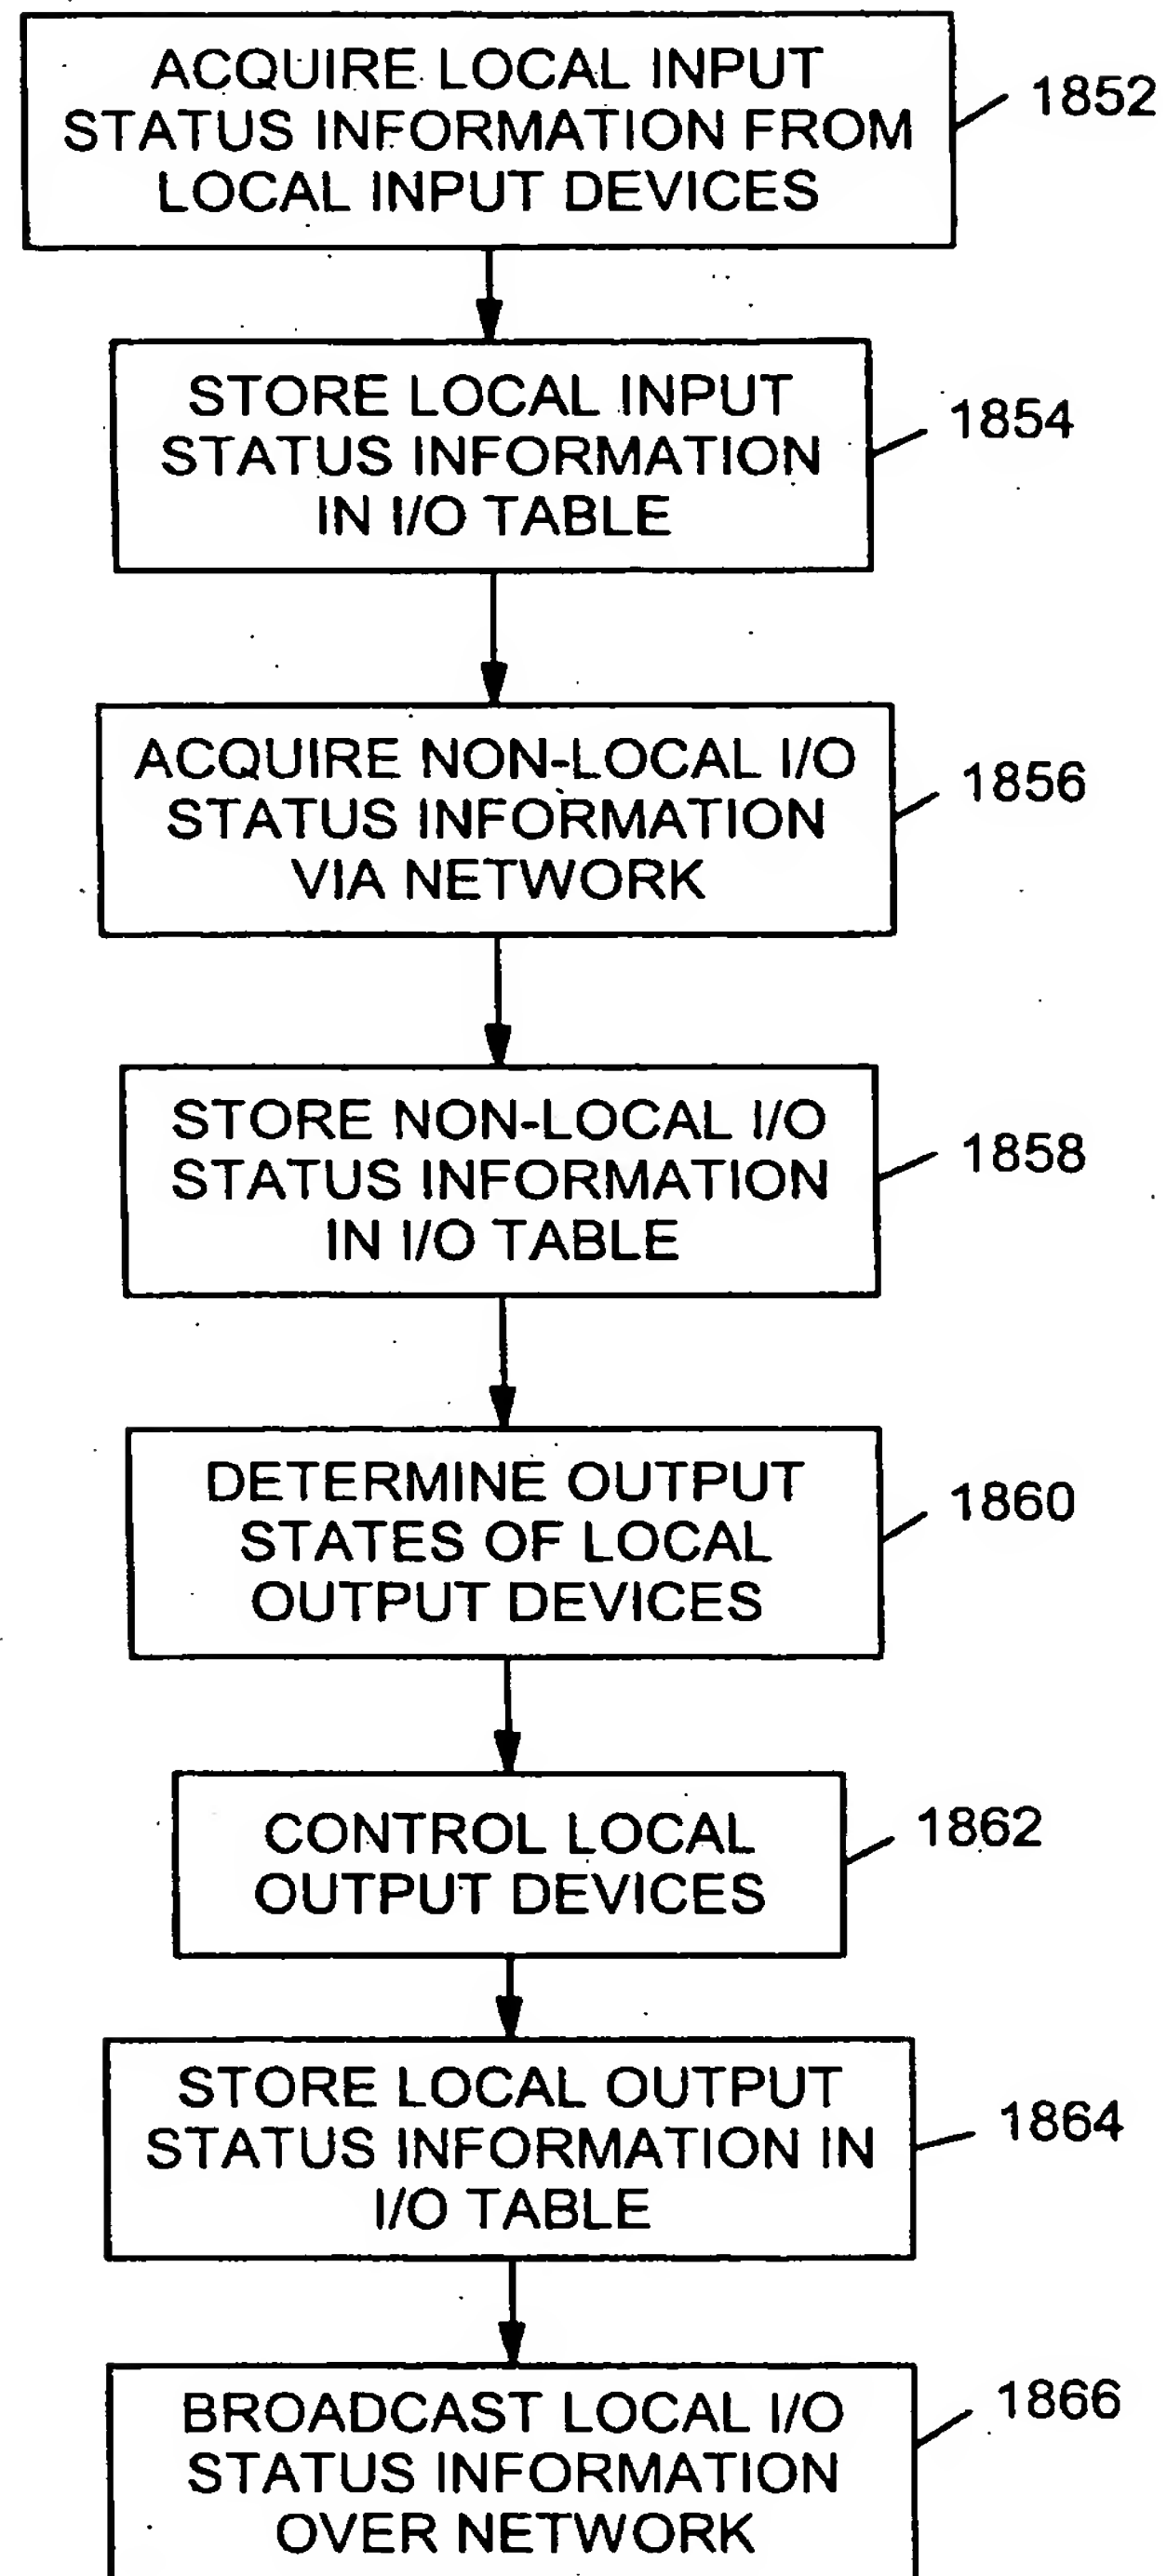 ACQUIRE LOCAL INPUT
STATUS INFORMATION FROM
LOCAL INPUT DEVICES
1852
STORE LOCAL INPUT
STATUS INFORMATION
IN I/O TABLE
1854
ACQUIRE NON-LOCAL I/O
STATUS INFORMATION
VIA NETWORK
1856
STORE NON-LOCAL I/O
STATUS INFORMATION
IN I/O TABLE
1858
DETERMINE OUTPUT
STATES OF LOCAL
OUTPUT DEVICES
1860
CONTROL LOCAL
OUTPUT DEVICES
1862
STORE LOCAL OUTPUT
STATUS INFORMATION IN
I/O TABLE
1864
BROADCAST LOCAL I/O
STATUS INFORMATION
OVER NETWORK
1866